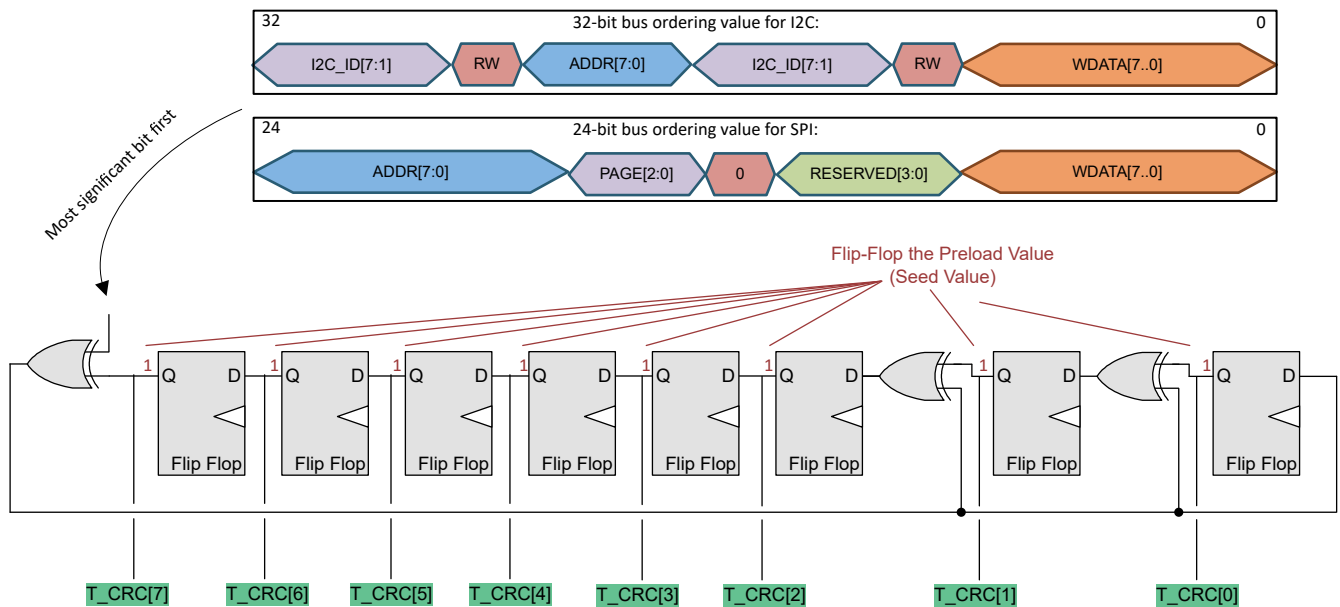 32 32-bit bus ordering value for I2C: 0
I2C_ID[7:1] RW ADDR[7:0] I2C_ID[7:1] RW WDATA[7..0]
24 24-bit bus ordering value for SPI: 0
ADDR[7:0] PAGE[2:0] 0 RESERVED[3:0] WDATA[7..0]
Most significant bit first
Flip-Flop the Preload Value
(Seed Value)
1 1 1 1 1 1 1 1
Q D Q D Q D Q D Q D Q D Q D Q D
Flip Flop Flip Flop Flip Flop Flip Flop Flip Flop Flip Flop Flip Flop Flip Flop
T_CRC[7] T_CRC[6] T_CRC[5] T_CRC[4] T_CRC[3] T_CRC[2] T_CRC[1] T_CRC[0]